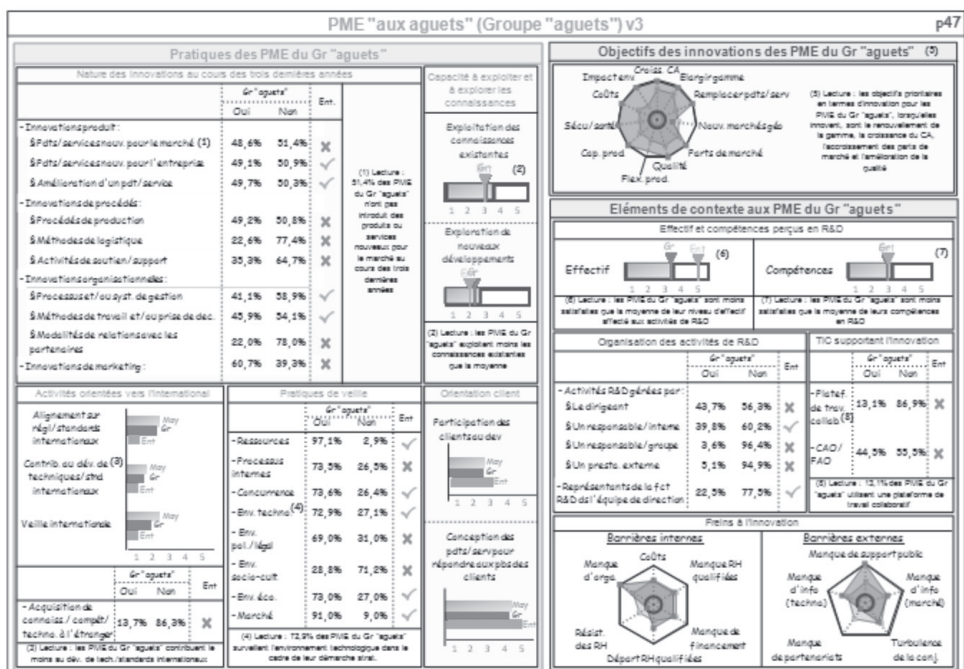 PME "aux aguets" (Groupe "aguets") v3
p47
Pratiques des PME du Gr "aguets"
Nature des innovations au cours des trois dernières années
Gr "aguets"
Oui Non Ent.
- Innovations produit :
§ Pdts/services nouv. pour le marché (1) 48,6% 51,4%
§ Pdts/services nouv. pour l'entreprise 49,1% 50,9%
§ Amélioration d'un pdt/service 49,7% 50,3%
- Innovations de procédés :
§ Procédés de production 49,2% 50,8%
§ Méthodes de logistique 22,6% 77,4%
§ Activités de soutien/support 35,3% 64,7%
- Innovations organisationnelles :
§ Processus et/ou syst. de gestion 41,1% 58,9%
§ Méthodes de travail et/ou prise de dec. 45,9% 54,1%
§ Modalités de relations avec les
partenaires 22,0% 78,0%
- Innovations de marketing : 60,7% 39,3%
(1) Lecture :
51,4% des PME
du Gr "aguets"
n'ont pas
introduit des
produits ou
services
nouveaux pour
le marché au
cours des trois
dernières
années
Capacité à exploiter et
à explorer les
connaissances
Exploitation des
connaissances
existantes
(2)
Gr
1 2 3 4 5
Exploration de
nouveaux
développements
Gr
1 2 3 4 5
(2) Lecture : les PME du Gr
"aguets" exploitent moins les
connaissances existantes
que la moyenne
Activités orientées vers l'international
Alignement sur
régl/standards
internationaux
Moy
Gr
Ent
Contrib. au dév. de (3)
techniques/stnd
internationaux
Moy
Gr
Ent
Veille internationale
Moy
Gr
Ent
1 2 3 4 5
Gr "aguets"
Oui Non Ent
- Acquisition de
connaiss./compét/
techno. à l'étranger 13,7% 86,3%
(3) Lecture : les PME du Gr "aguets" contribuent le
moins au dév. de tech./standards internationaux
Pratiques de veille
Gr "aguets"
Oui Non Ent
- Ressources 97,1% 2,9%
- Processus
internes 73,5% 26,5%
- Concurrence 73,6% 26,4%
- Env. techno. (4) 72,9% 27,1%
- Env.
pol./légal 69,0% 31,0%
- Env.
socio-cult 28,8% 71,2%
- Env. éco. 73,0% 27,0%
- Marché 91,0% 9,0%
(4) Lecture : 72,9% des PME du Gr "aguets"
surveillent l'environnement technologique dans le
cadre de leur démarche strat.
Orientation client
Participation des
clients au dev
Moy
Gr
Ent
1 2 3 4 5
Conception des
pdts/serv pour
répondre aux pbs des
clients
Moy
Gr
Ent
1 2 3 4 5
Objectifs des innovations des PME du Gr "aguets" (5)
Croiss. CA
Elargir gamme
Remplacer pdts/serv
Nouv. marchés géo
Parts de marché
Qualité
Flex. prod.
Cap. prod.
Sécu/santé
Coûts
Impact env
(5) Lecture : les objectifs prioritaires
en termes d'innovation pour les
PME du Gr "aguets", lorsqu'elles
innovent, sont le renouvellement de
la gamme, la croissance du CA,
l'accroissement des parts de
marché et l'amélioration de la
qualité
Eléments de contexte aux PME du Gr "aguets"
Effectif et compétences perçus en R&D
Effectif
Gr Ent (6)
1 2 3 4 5
Compétences
Gr (7)
1 2 3 4 5
(6) Lecture : les PME du Gr "aguets" sont moins
satisfaites que la moyenne de leur niveau d'effectif
affecté aux activités de R&D
(7) Lecture : les PME du Gr "aguets" sont moins
satisfaites que la moyenne de leurs compétences
en R&D
Organisation des activités de R&D
Gr "aguets"
Oui Non Ent
- Activités R&D gérées par :
§ Le dirigeant 43,7% 56,3%
§ Un responsable/interne 39,8% 60,2%
§ Un responsable/groupe 3,6% 96,4%
§ Un presta. externe 5,1% 94,9%
- Représentants de la fct
R&D ds l'équipe de direction 22,5% 77,5%
TIC supportant l'innovation
Gr "aguets"
Oui Non Ent
- Platef.
de trav. 13,1% 86,9%
collab (8)
- CAO/
FAO 44,5% 55,5%
(8) Lecture : 13,1% des PME du Gr
"aguets" utilisent une plateforme de
travail collaboratif
Freins à l'innovation
Barrières internes
Coûts
Manque RH
qualifiées
Manque de
financement
Départ RH qualifiées
Résist.
des RH
Manque
d'orga.
Barrières externes
Manque de support public
Manque
d'info
(marché)
Turbulence
de la conj.
Manque
de partenariats
Manque
d'info
(techno)